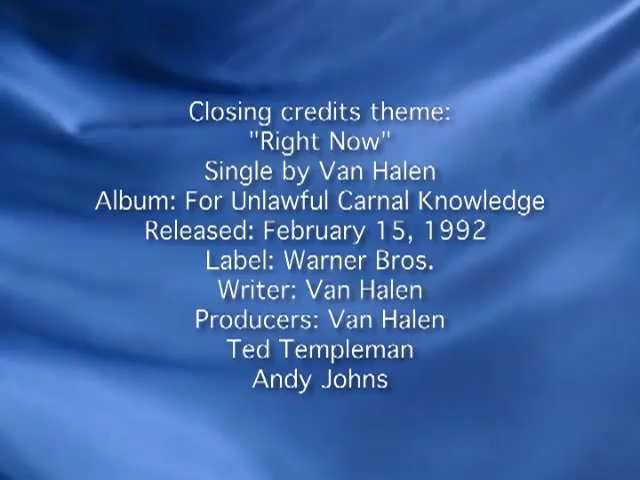 Closing credits theme:
"Right Now"
Single by Van Halen
Album: For Unlawful Carnal Knowledge
Released: February 15, 1992
Label: Warner Bros.
Writer: Van Halen
Producers: Van Halen
Ted Templeman
Andy Johns